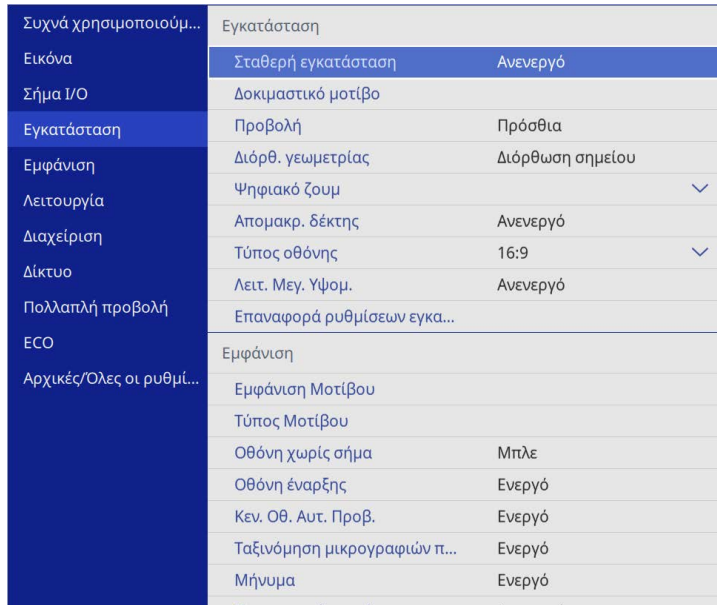 Συχνά χρησιμοποιούμ...
Εικόνα
Σήμα I/O
Εγκατάσταση
Εμφάνιση
Λειτουργία
Διαχείριση
Δίκτυο
Πολλαπλή προβολή
ECO
Αρχικές/Όλες οι ρυθμί...
Εγκατάσταση
Σταθερή εγκατάσταση Ανενεργό
Δοκιμαστικό μοτίβο
Προβολή Πρόσθια
Διόρθ. γεωμετρίας Διόρθωση σημείου
Ψηφιακό ζουμ
Απομακρ. δέκτης Ανενεργό
Τύπος οθόνης 16:9
Λειτ. Μεγ. Υψομ. Ανενεργό
Επαναφορά ρυθμίσεων εγκα...
Εμφάνιση
Εμφάνιση Μοτίβου
Τύπος Μοτίβου
Οθόνη χωρίς σήμα Μπλε
Οθόνη έναρξης Ενεργό
Κεν. Οθ. Αυτ. Προβ. Ενεργό
Ταξινόμηση μικρογραφιών π... Ενεργό
Μήνυμα Ενεργό